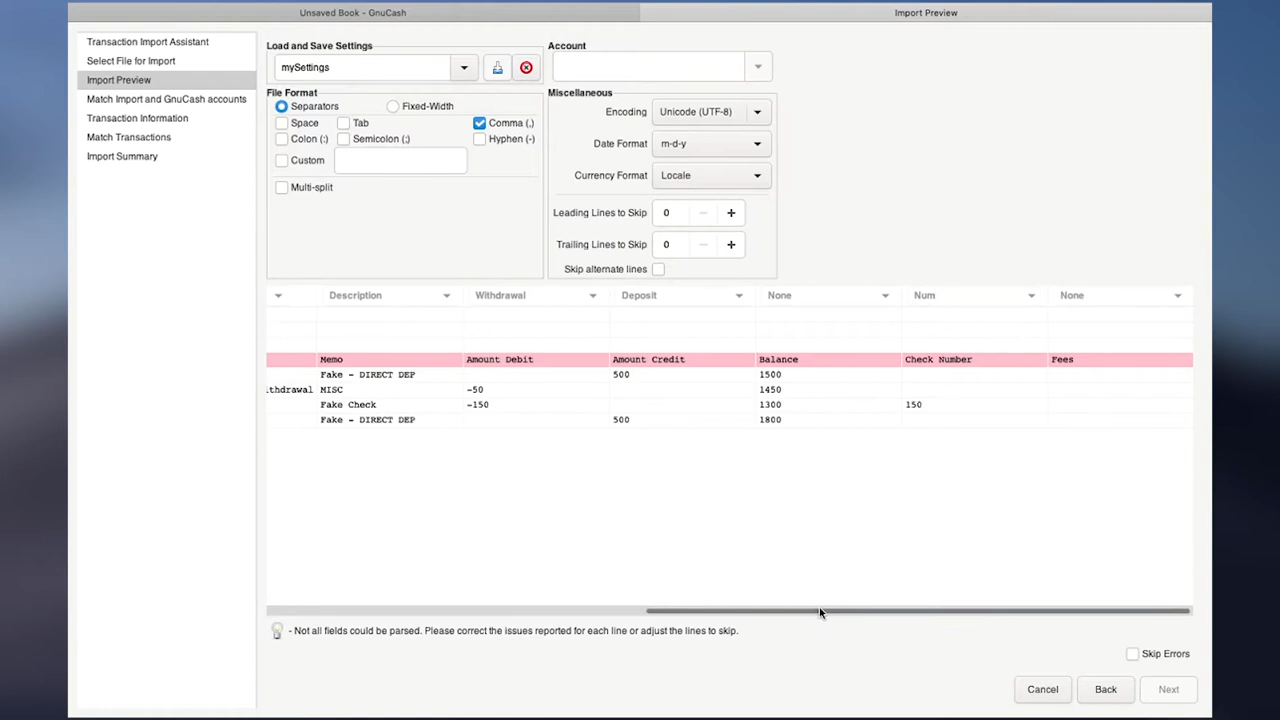 Unsaved Book - GnuCash
Import Preview
Transaction Import Assistant
Select File for Import
Import Preview
Match Import and GnuCash accounts
Transaction Information
Match Transactions
Import Summary
Load and Save Settings
mySettings
Account
File Format
Separators Fixed-Width
Space Tab Comma (,)
Colon (:) Semicolon (;) Hyphen (-)
Custom
Multi-split
Miscellaneous
Encoding Unicode (UTF-8)
Date Format m-d-y
Currency Format Locale
Leading Lines to Skip 0 − +
Trailing Lines to Skip 0 − +
Skip alternate lines
Description Withdrawal Deposit None Num None
Memo Amount Debit Amount Credit Balance Check Number Fees
Fake - DIRECT DEP 500 1500
ithdrawal MISC -50 1450
Fake Check -150 1300 150
Fake - DIRECT DEP 500 1800
- Not all fields could be parsed. Please correct the issues reported for each line or adjust the lines to skip.
Skip Errors
Cancel Back Next